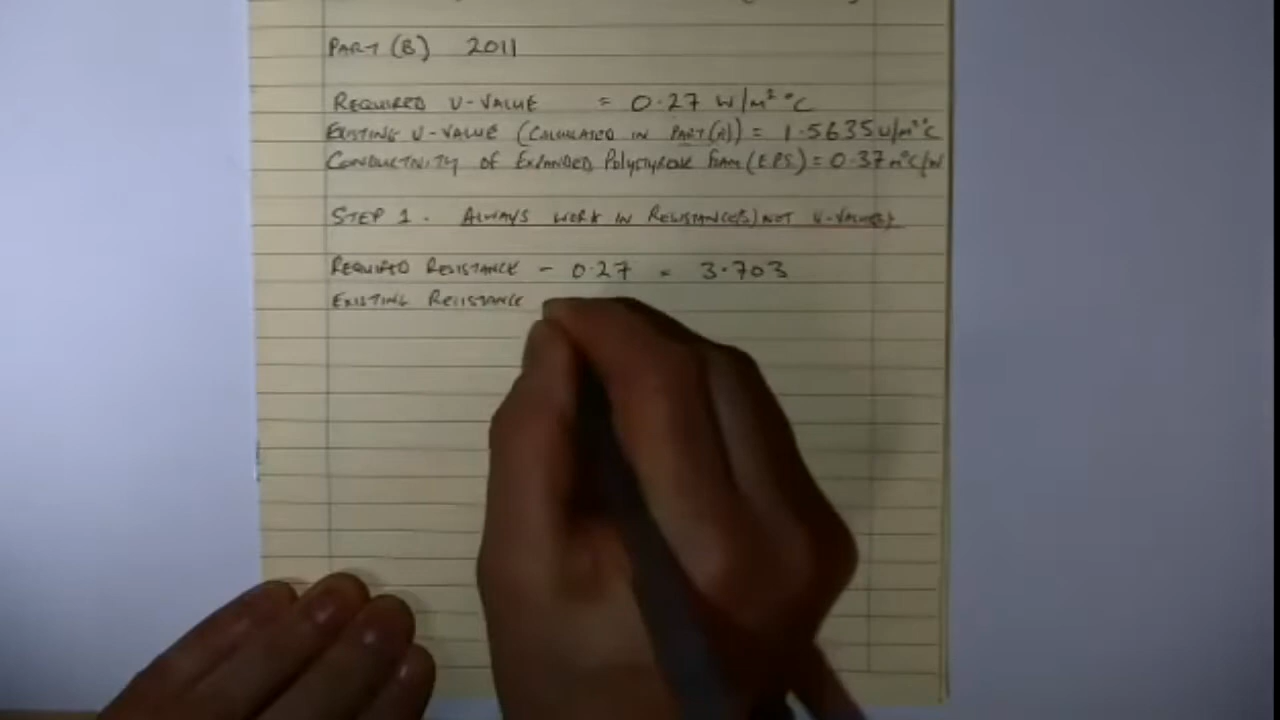 PART (B) 2011
REQUIRED U-VALUE = 0.27 W/m²°C
EXISTING U-VALUE (CALCULATED IN PART(A)) = 1.5635 W/m²°C
CONDUCTIVITY OF EXPANDED POLYSTYRENE FOAM (EPS) = 0.37 m°C/W
STEP 1. ALWAYS WORK IN RESISTANCE(S) NOT U-VALUE(S)
REQUIRED RESISTANCE - 0.27 = 3.703
EXISTING RESISTANCE